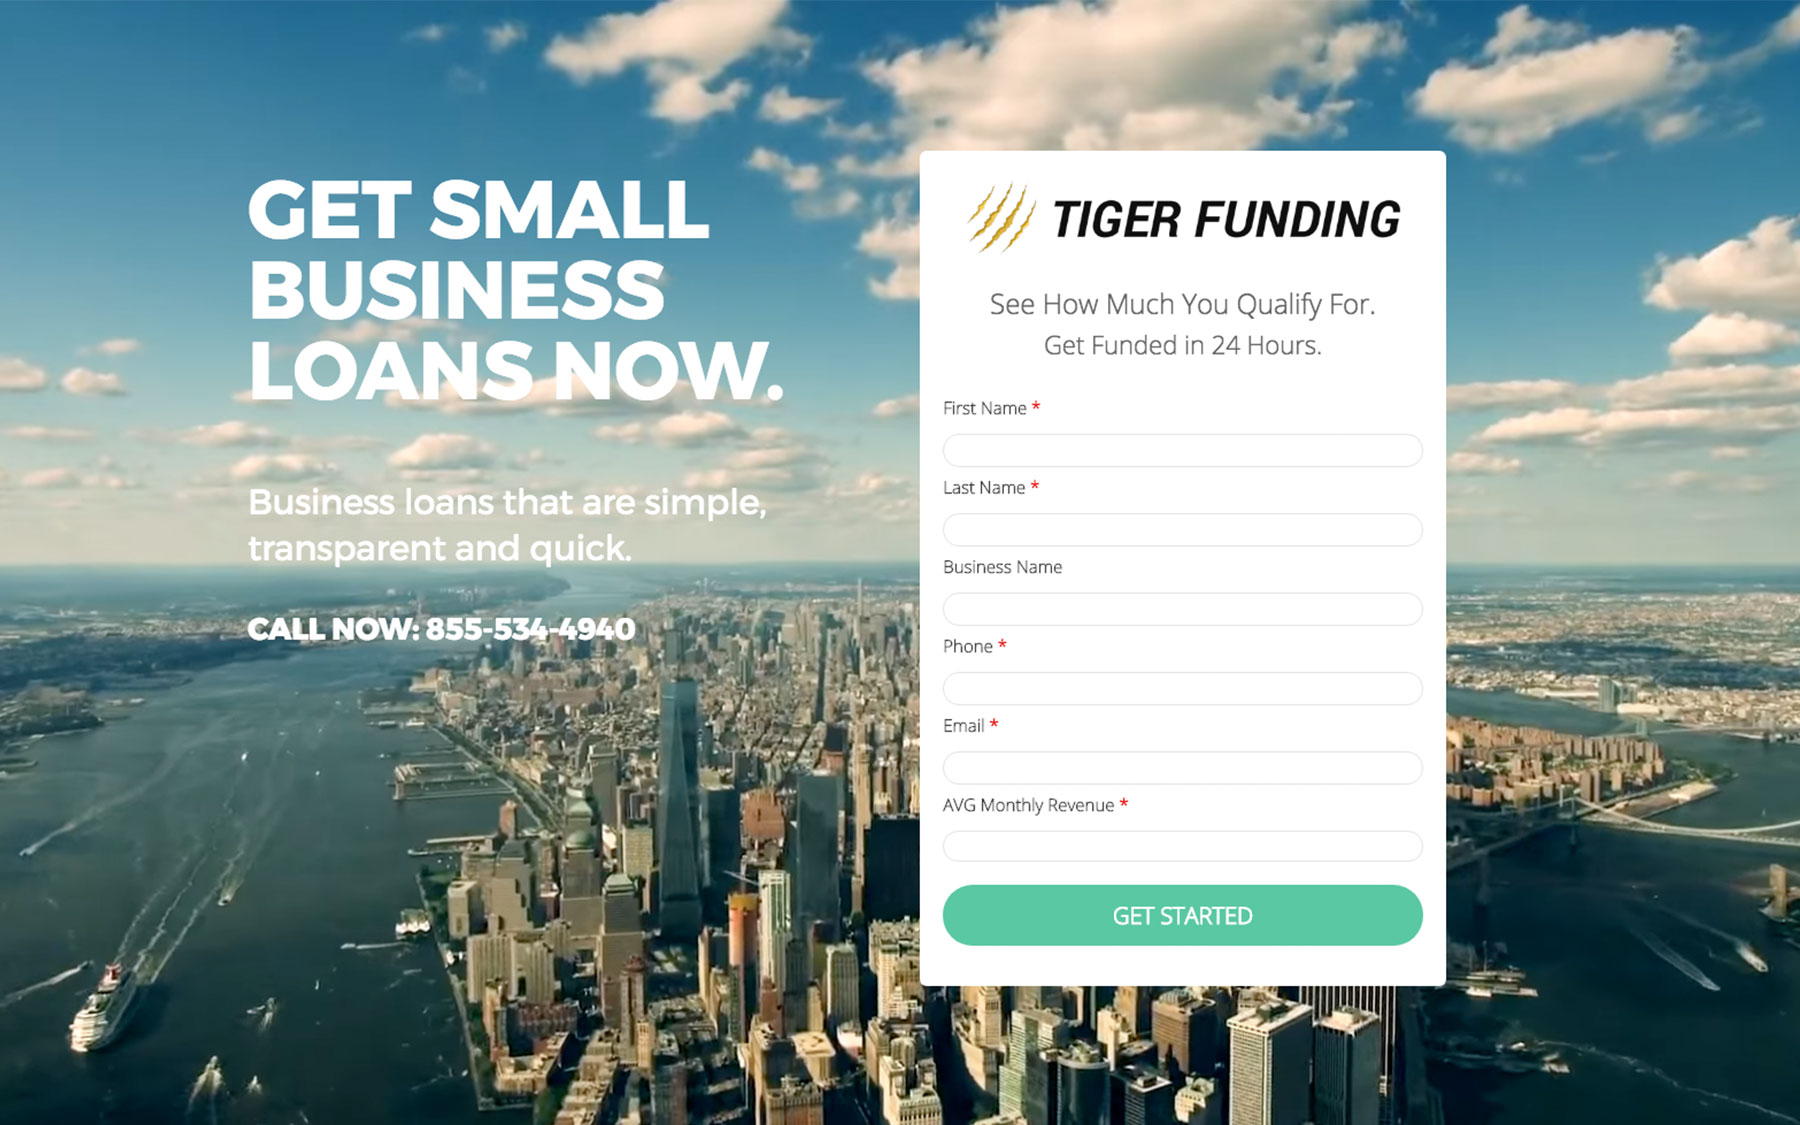 GET SMALL
BUSINESS
LOANS NOW.
Business loans that are simple,
transparent and quick.
CALL NOW: 855-534-4940
TIGER FUNDING
See How Much You Qualify For.
Get Funded in 24 Hours.
First Name *
Last Name *
Business Name
Phone *
Email *
AVG Monthly Revenue *
GET STARTED